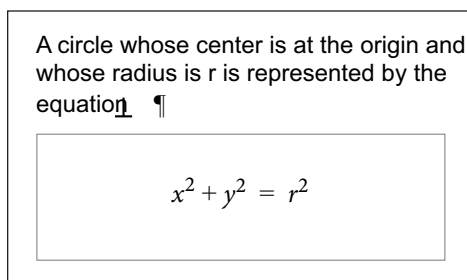 A circle whose center is at the origin and
whose radius is r is represented by the
equation ¶
x² + y² = r²